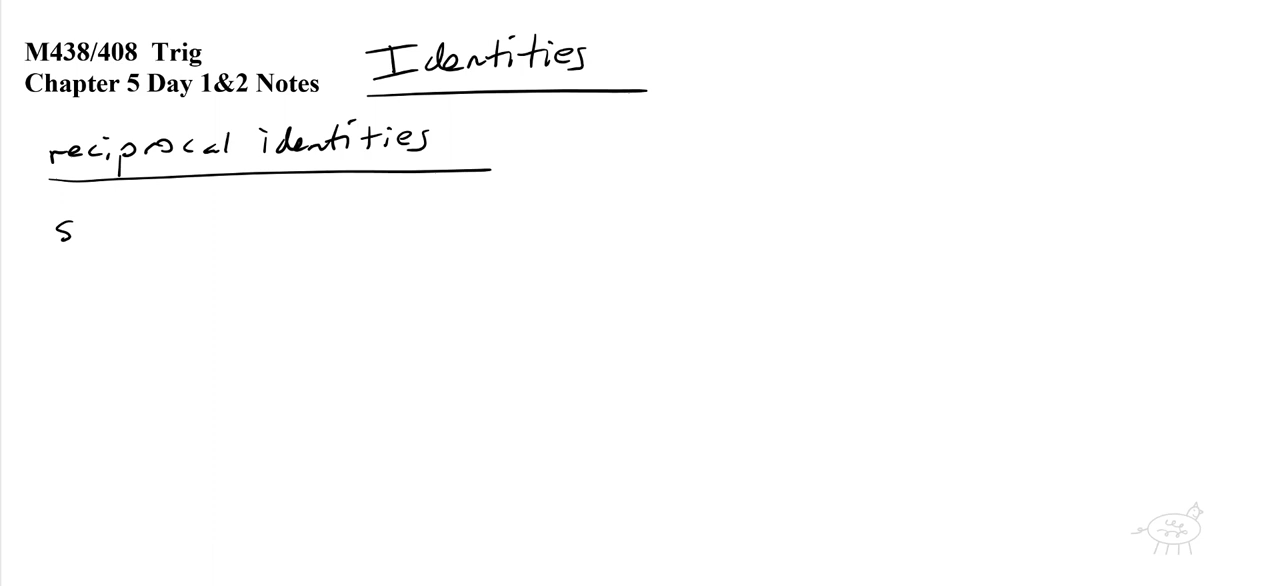 M438/408 Trig
Identities
Chapter 5 Day 1&2 Notes
reciprocal identities
s